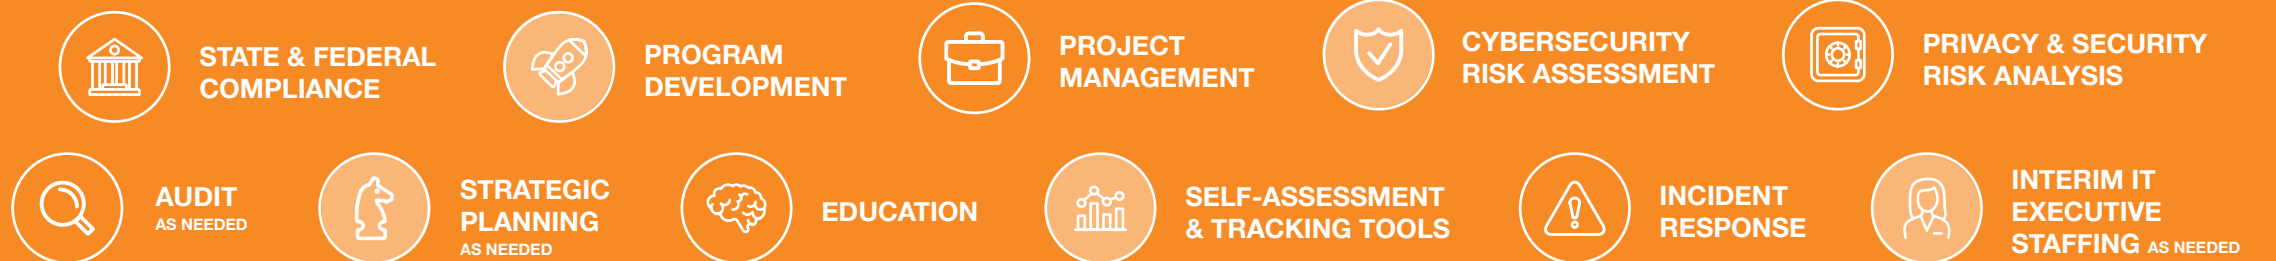 STATE & FEDERAL
COMPLIANCE
PROGRAM
DEVELOPMENT
PROJECT
MANAGEMENT
CYBERSECURITY
RISK ASSESSMENT
PRIVACY & SECURITY
RISK ANALYSIS
AUDIT
AS NEEDED
STRATEGIC
PLANNING
AS NEEDED
EDUCATION
SELF-ASSESSMENT
& TRACKING TOOLS
INCIDENT
RESPONSE
INTERIM IT
EXECUTIVE
STAFFING AS NEEDED